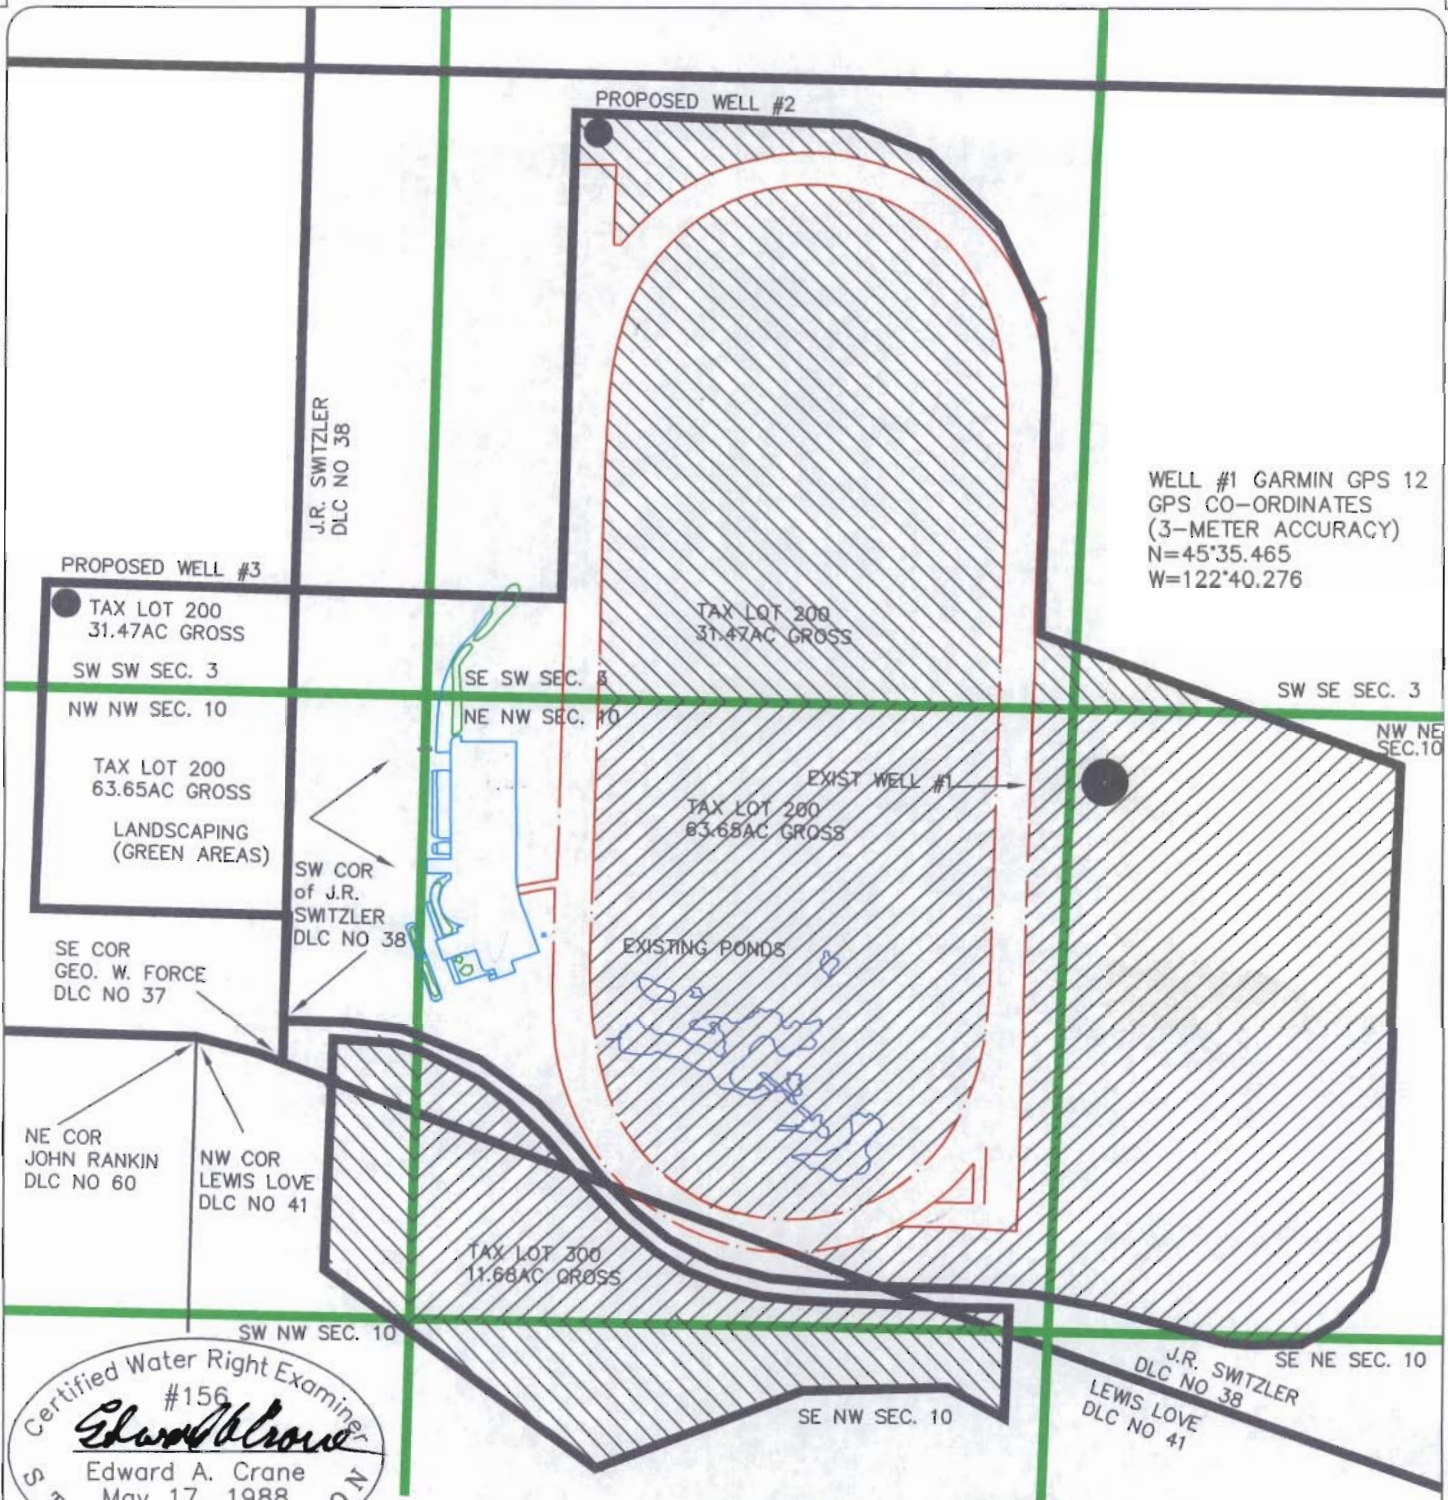 PROPOSED WELL #2
J.R. SWITZLER
DLC NO 38
WELL #1 GARMIN GPS 12
GPS CO-ORDINATES
(3-METER ACCURACY)
N=45°35.465
W=122°40.276
PROPOSED WELL #3
TAX LOT 200
31.47AC GROSS
TAX LOT 200
31.47AC GROSS
SW SW SEC. 3
SE SW SEC. 3
SW SE SEC. 3
NW NW SEC. 10
NE NW SEC. 10
NW NE
SEC.10
TAX LOT 200
63.65AC GROSS
EXIST WELL #1
TAX LOT 200
63.65AC GROSS
LANDSCAPING
(GREEN AREAS)
SW COR
of J.R.
SWITZLER
DLC NO 38
EXISTING PONDS
SE COR
GEO. W. FORCE
DLC NO 37
NE COR
JOHN RANKIN
DLC NO 60
NW COR
LEWIS LOVE
DLC NO 41
TAX LOT 300
11.68AC GROSS
SW NW SEC. 10
J.R. SWITZLER
DLC NO 38
SE NE SEC. 10
LEWIS LOVE
DLC NO 41
SE NW SEC. 10
Certified Water Right Examiner
#156
Edward A. Crane
Edward A. Crane
May 17, 1988